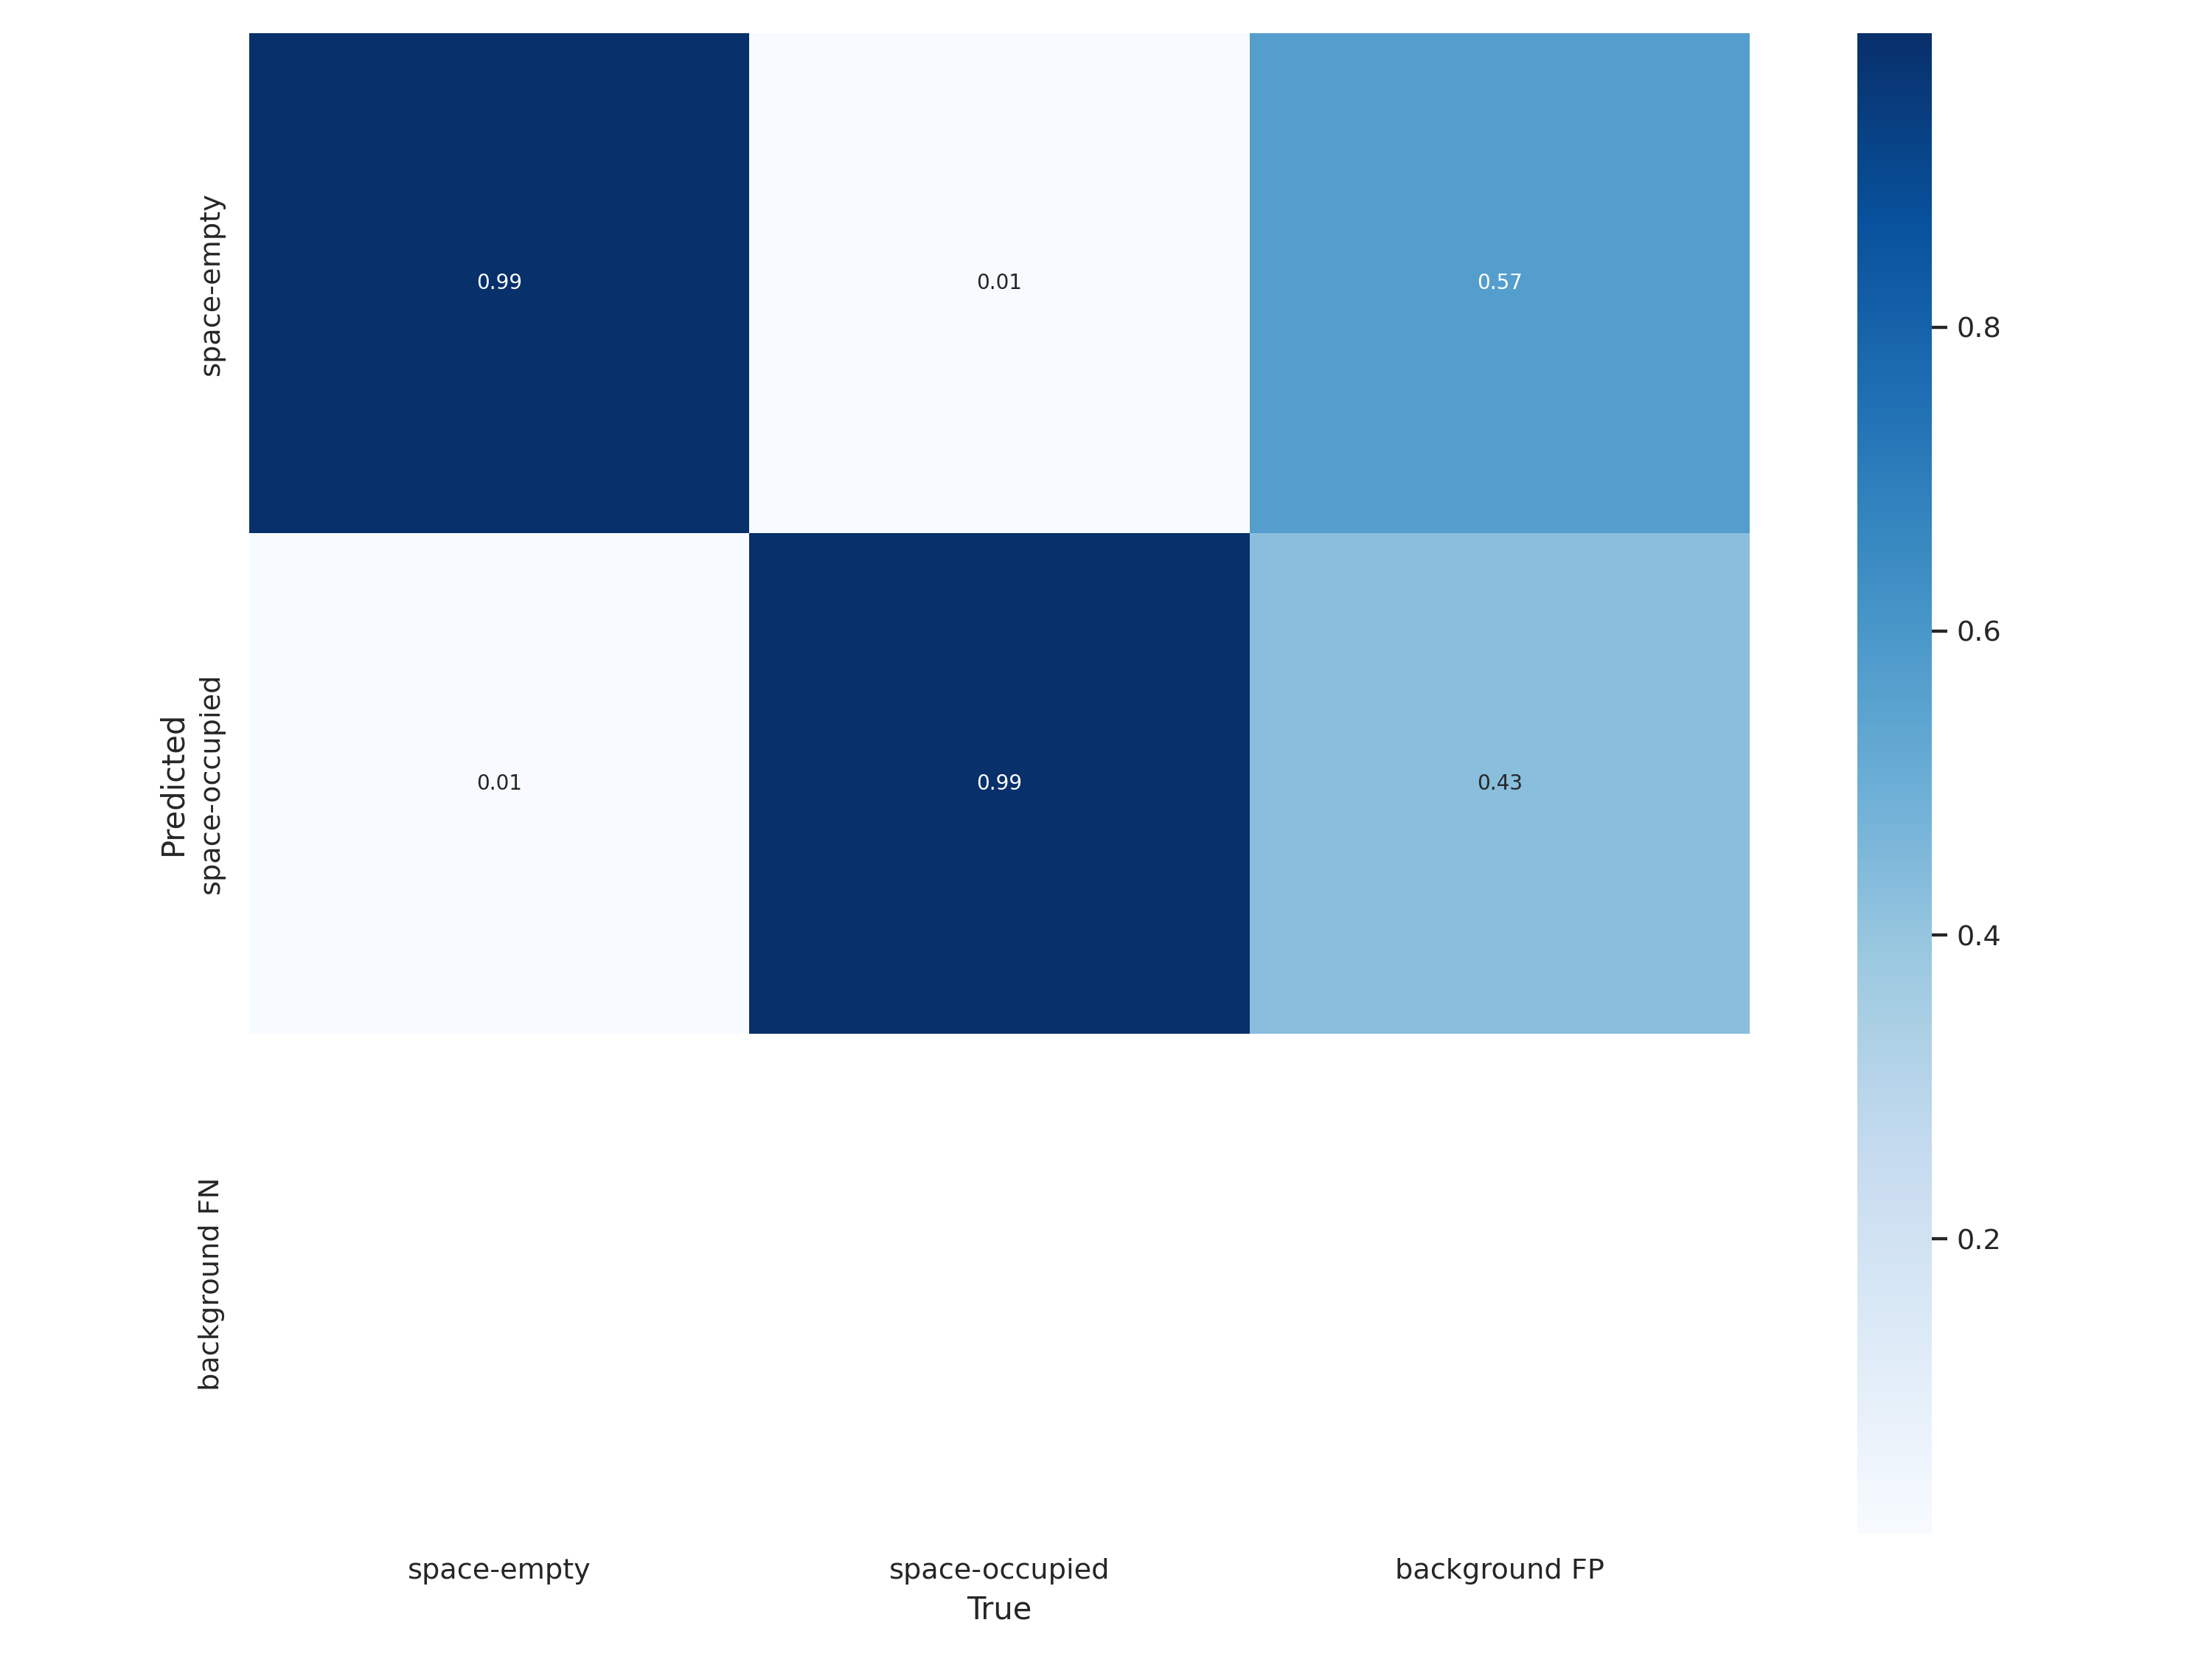 space-empty
0.99
0.01
0.57
0.8
0.6
Predicted
space-occupied
0.01
0.99
0.43
0.4
0.2
background FN
space-empty
space-occupied
background FP
True